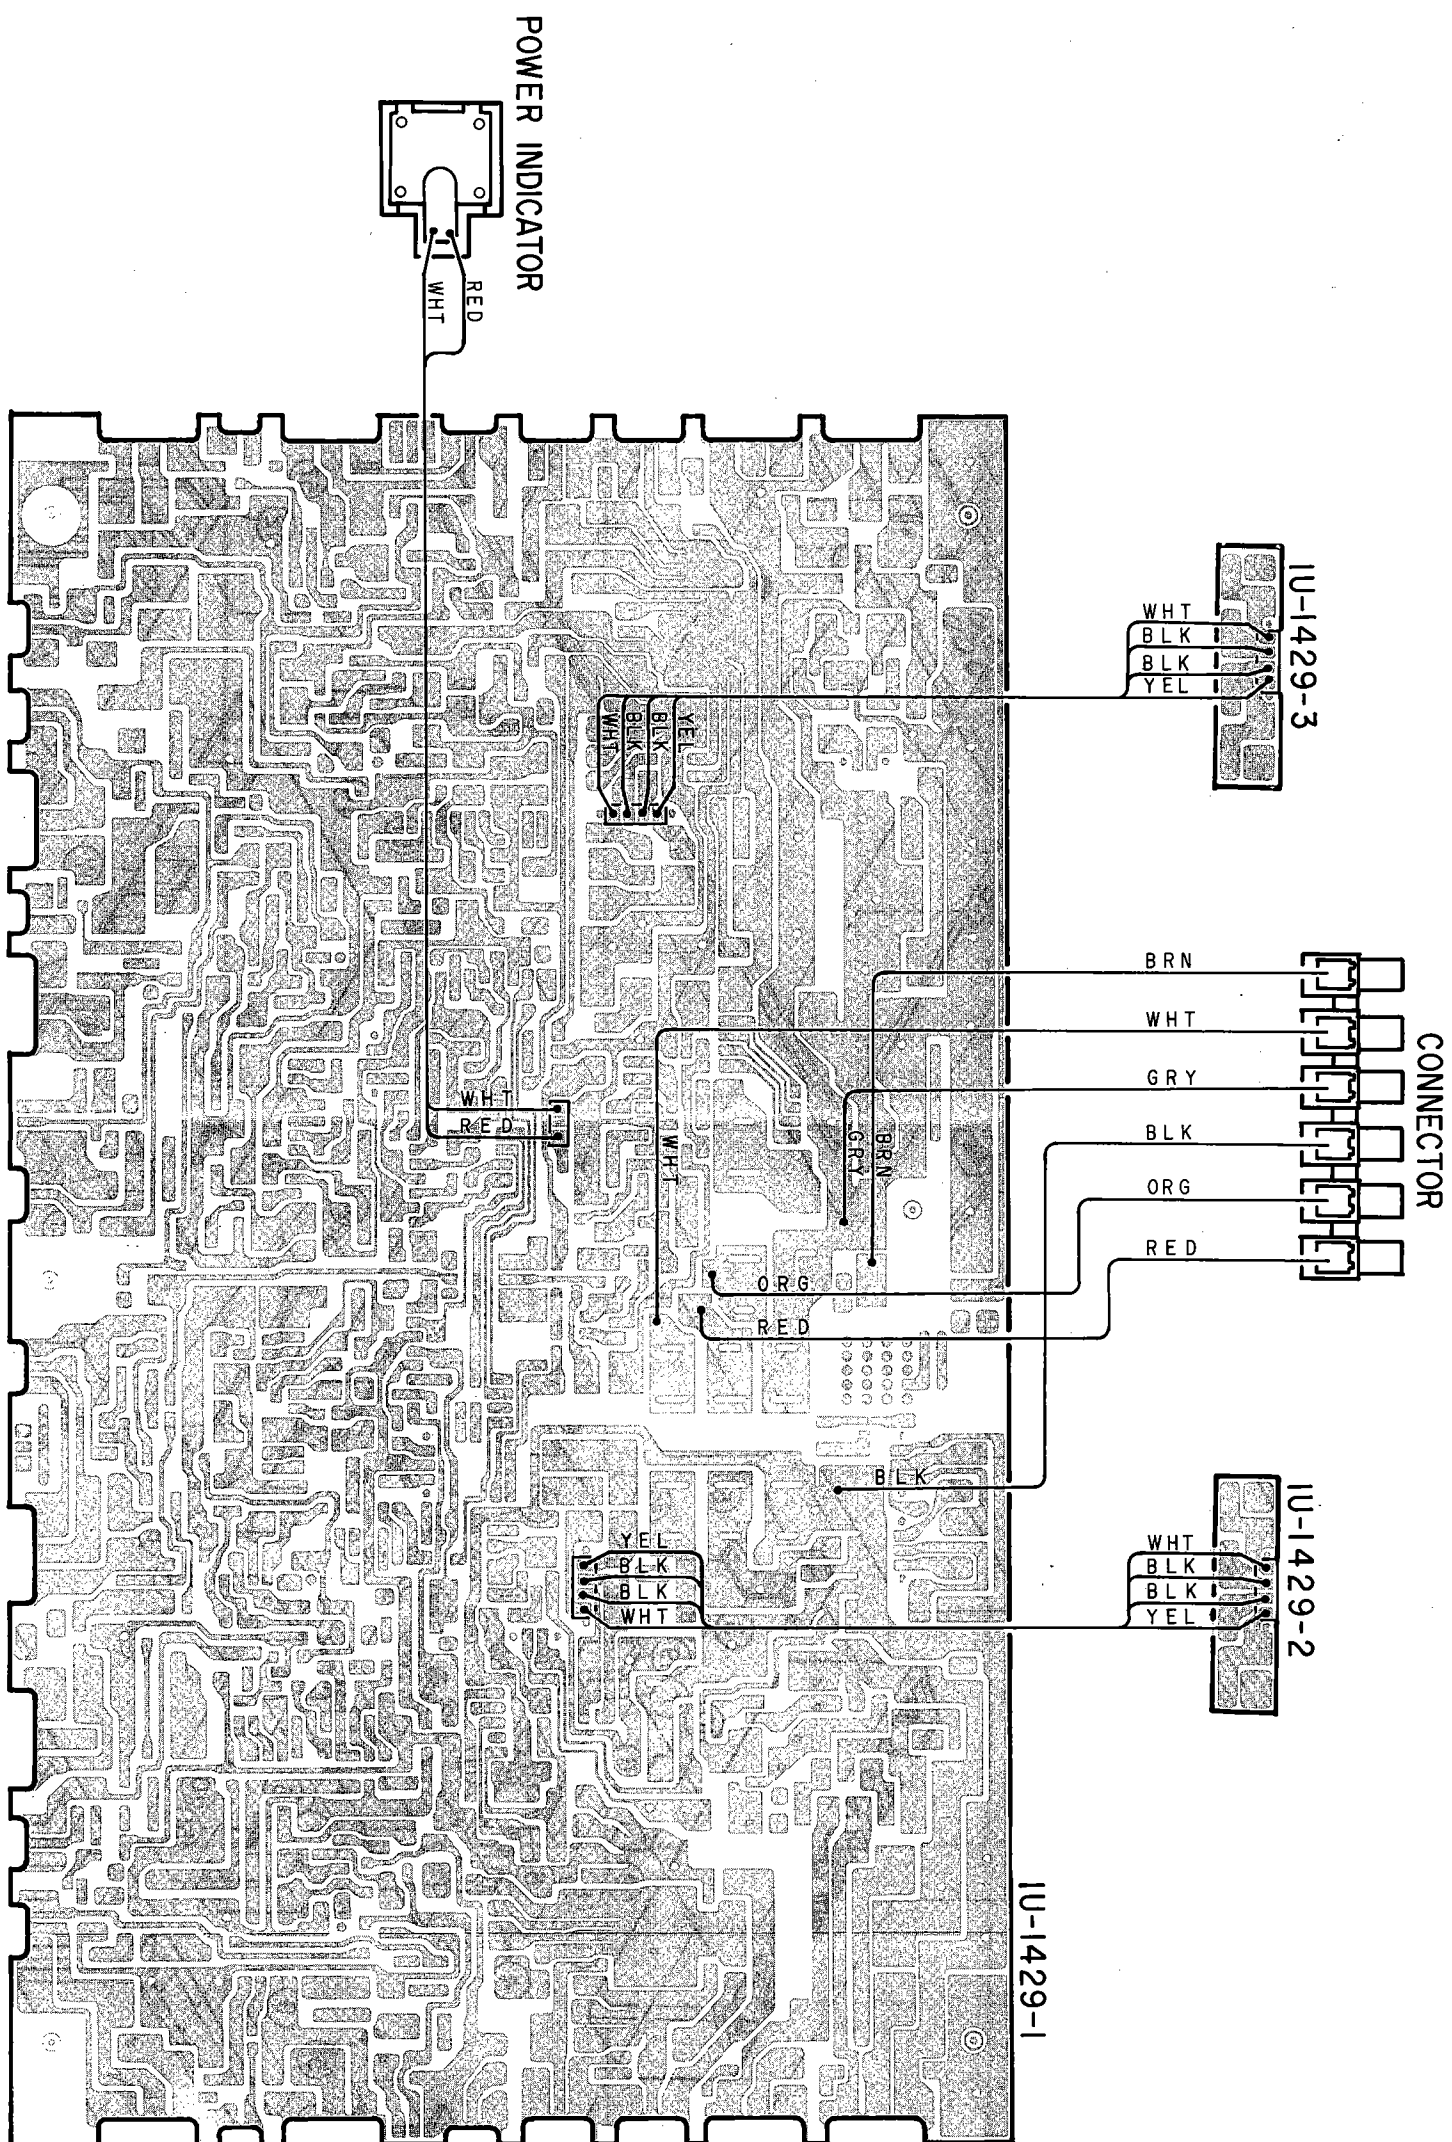 POWER INDICATOR
RED
WHT
1U-1429-3
WHT
BLK
BLK
YEL
YEL
BLK
BLK
WHT
CONNECTOR
BRN
WHT
GRY
BLK
ORG
RED
WHT
RED
WHT
GRY
BRN
ORG
RED
BLK
1U-1429-2
WHT
BLK
BLK
YEL
YEL
BLK
BLK
WHT
1U-1429-1